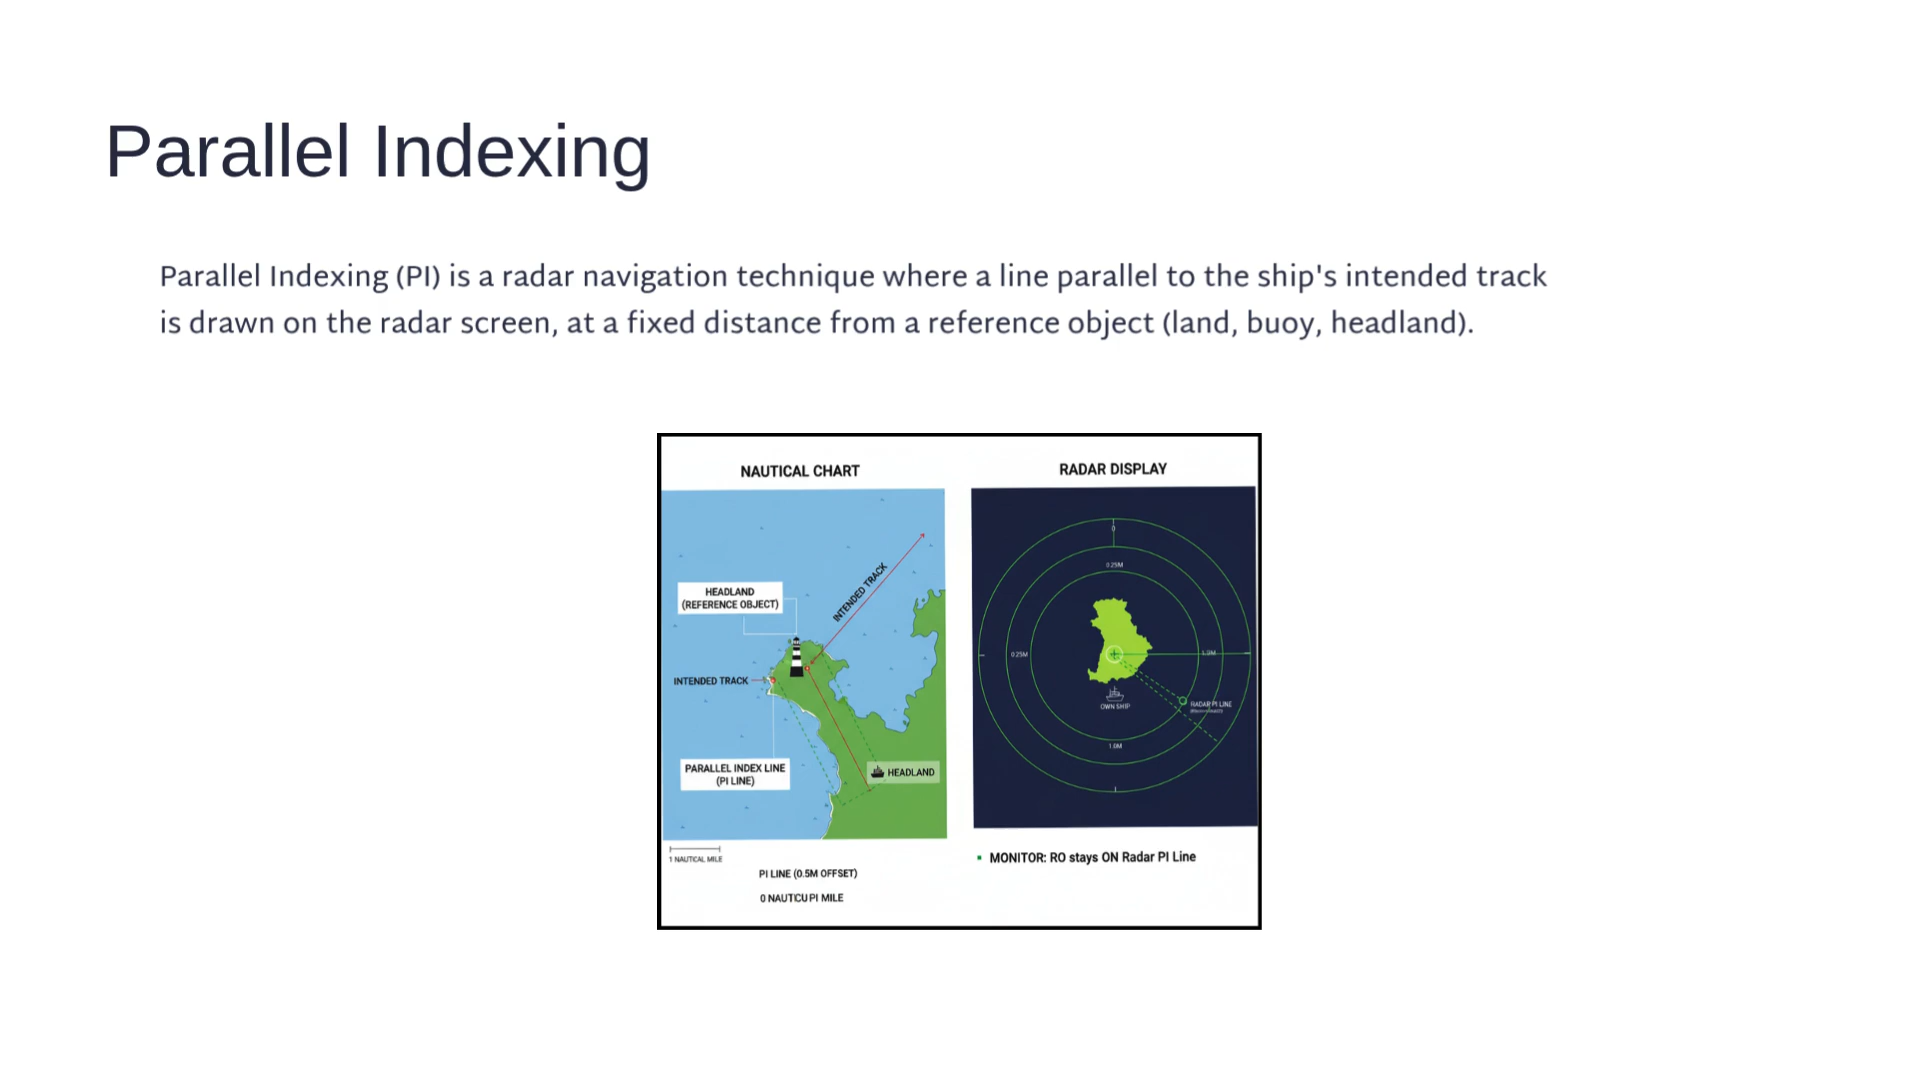 Parallel Indexing
Parallel Indexing (PI) is a radar navigation technique where a line parallel to the ship's intended track
is drawn on the radar screen, at a fixed distance from a reference object (land, buoy, headland).
NAUTICAL CHART
HEADLAND
(REFERENCE OBJECT)
INTENDED TRACK
INTENDED TRACK
PARALLEL INDEX LINE
(PI LINE)
HEADLAND
1 NAUTICAL MILE
PI LINE (0.5M OFFSET)
0 NAUTCU PI MILE
RADAR DISPLAY
0
0.25M
0.25M
OWN SHIP
RADAR PI LINE
1.0M
MONITOR: RO stays ON Radar PI Line